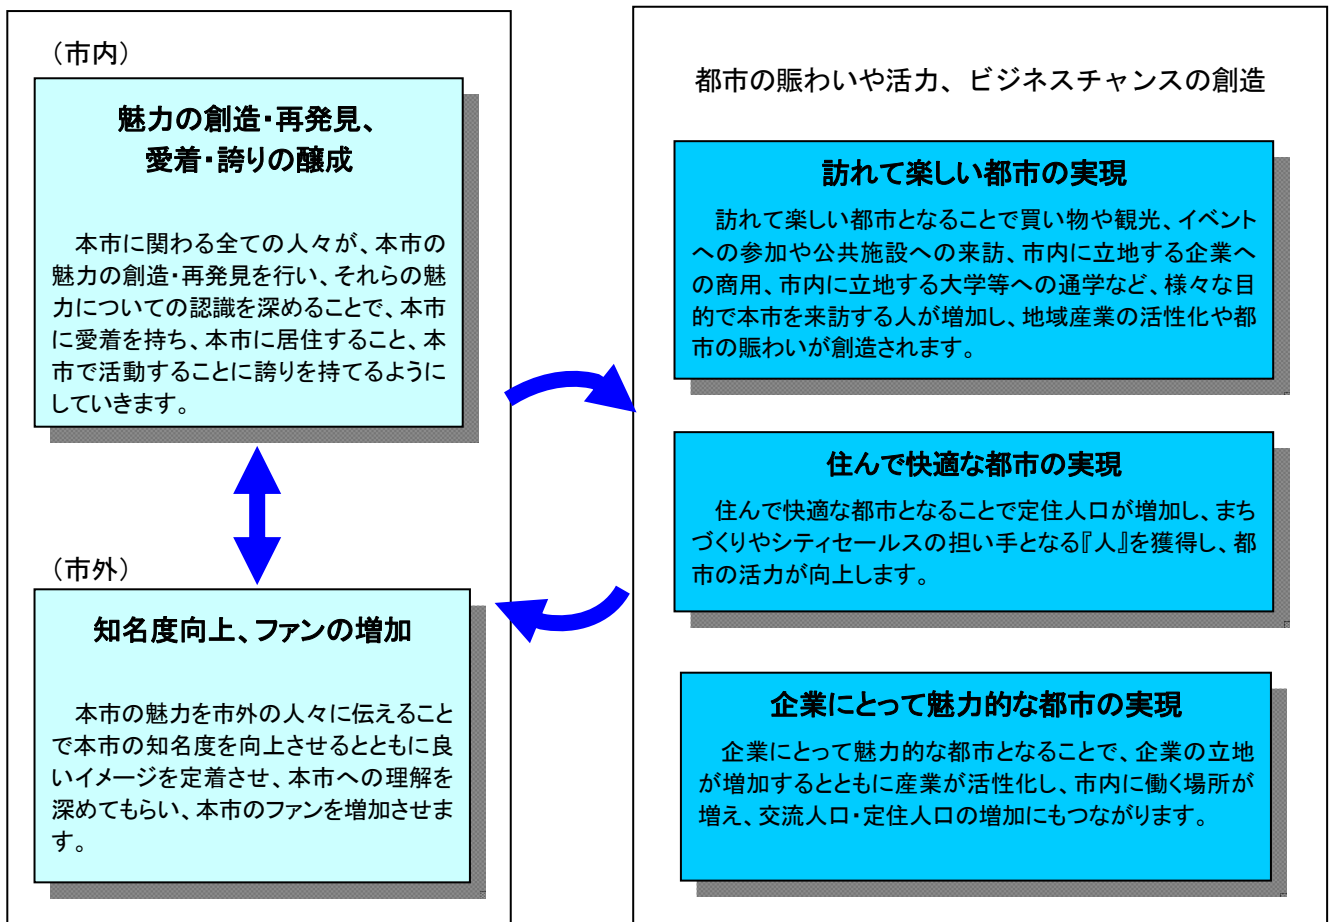 （市内）
魅力の創造・再発見、
愛着・誇りの醸成
本市に関わる全ての人々が、本市の
魅力の創造・再発見を行い、それらの魅
力についての認識を深めることで、本市
に愛着を持ち、本市に居住すること、本
市で活動することに誇りを持てるように
していきます。
（市外）
知名度向上、ファンの増加
本市の魅力を市外の人々に伝えること
で本市の知名度を向上させるとともに良
いイメージを定着させ、本市への理解を
深めてもらい、本市のファンを増加させま
す。
都市の賑わいや活力、ビジネスチャンスの創造
訪れて楽しい都市の実現
訪れて楽しい都市となることで買い物や観光、イベント
への参加や公共施設への来訪、市内に立地する企業へ
の商用、市内に立地する大学等への通学など、様々な目
的で本市を来訪する人が増加し、地域産業の活性化や都
市の賑わいが創造されます。
住んで快適な都市の実現
住んで快適な都市となることで定住人口が増加し、まち
づくりやシティセールスの担い手となる『人』を獲得し、都
市の活力が向上します。
企業にとって魅力的な都市の実現
企業にとって魅力的な都市となることで、企業の立地
が増加するとともに産業が活性化し、市内に働く場所が
増え、交流人口・定住人口の増加にもつながります。